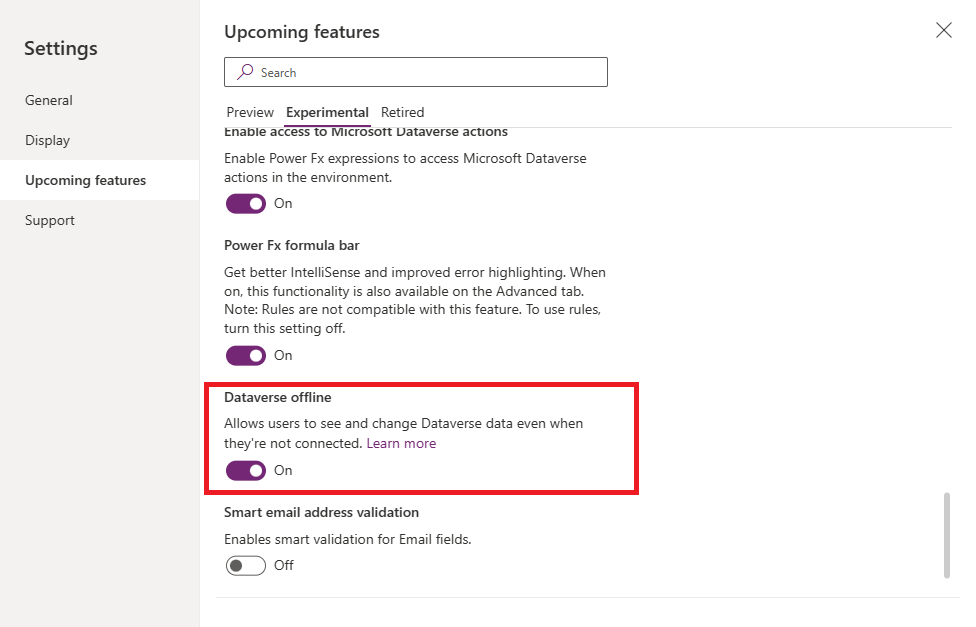 Settings
General
Display
Upcoming features
Support
Upcoming features
Search
Preview Experimental Retired
Enable access to Microsoft Dataverse actions
Enable Power Fx expressions to access Microsoft Dataverse
actions in the environment.
On
Power Fx formula bar
Get better IntelliSense and improved error highlighting. When
on, this functionality is also available on the Advanced tab.
Note: Rules are not compatible with this feature. To use rules,
turn this setting off.
On
Dataverse offline
Allows users to see and change Dataverse data even when
they're not connected. Learn more
On
Smart email address validation
Enables smart validation for Email fields.
Off